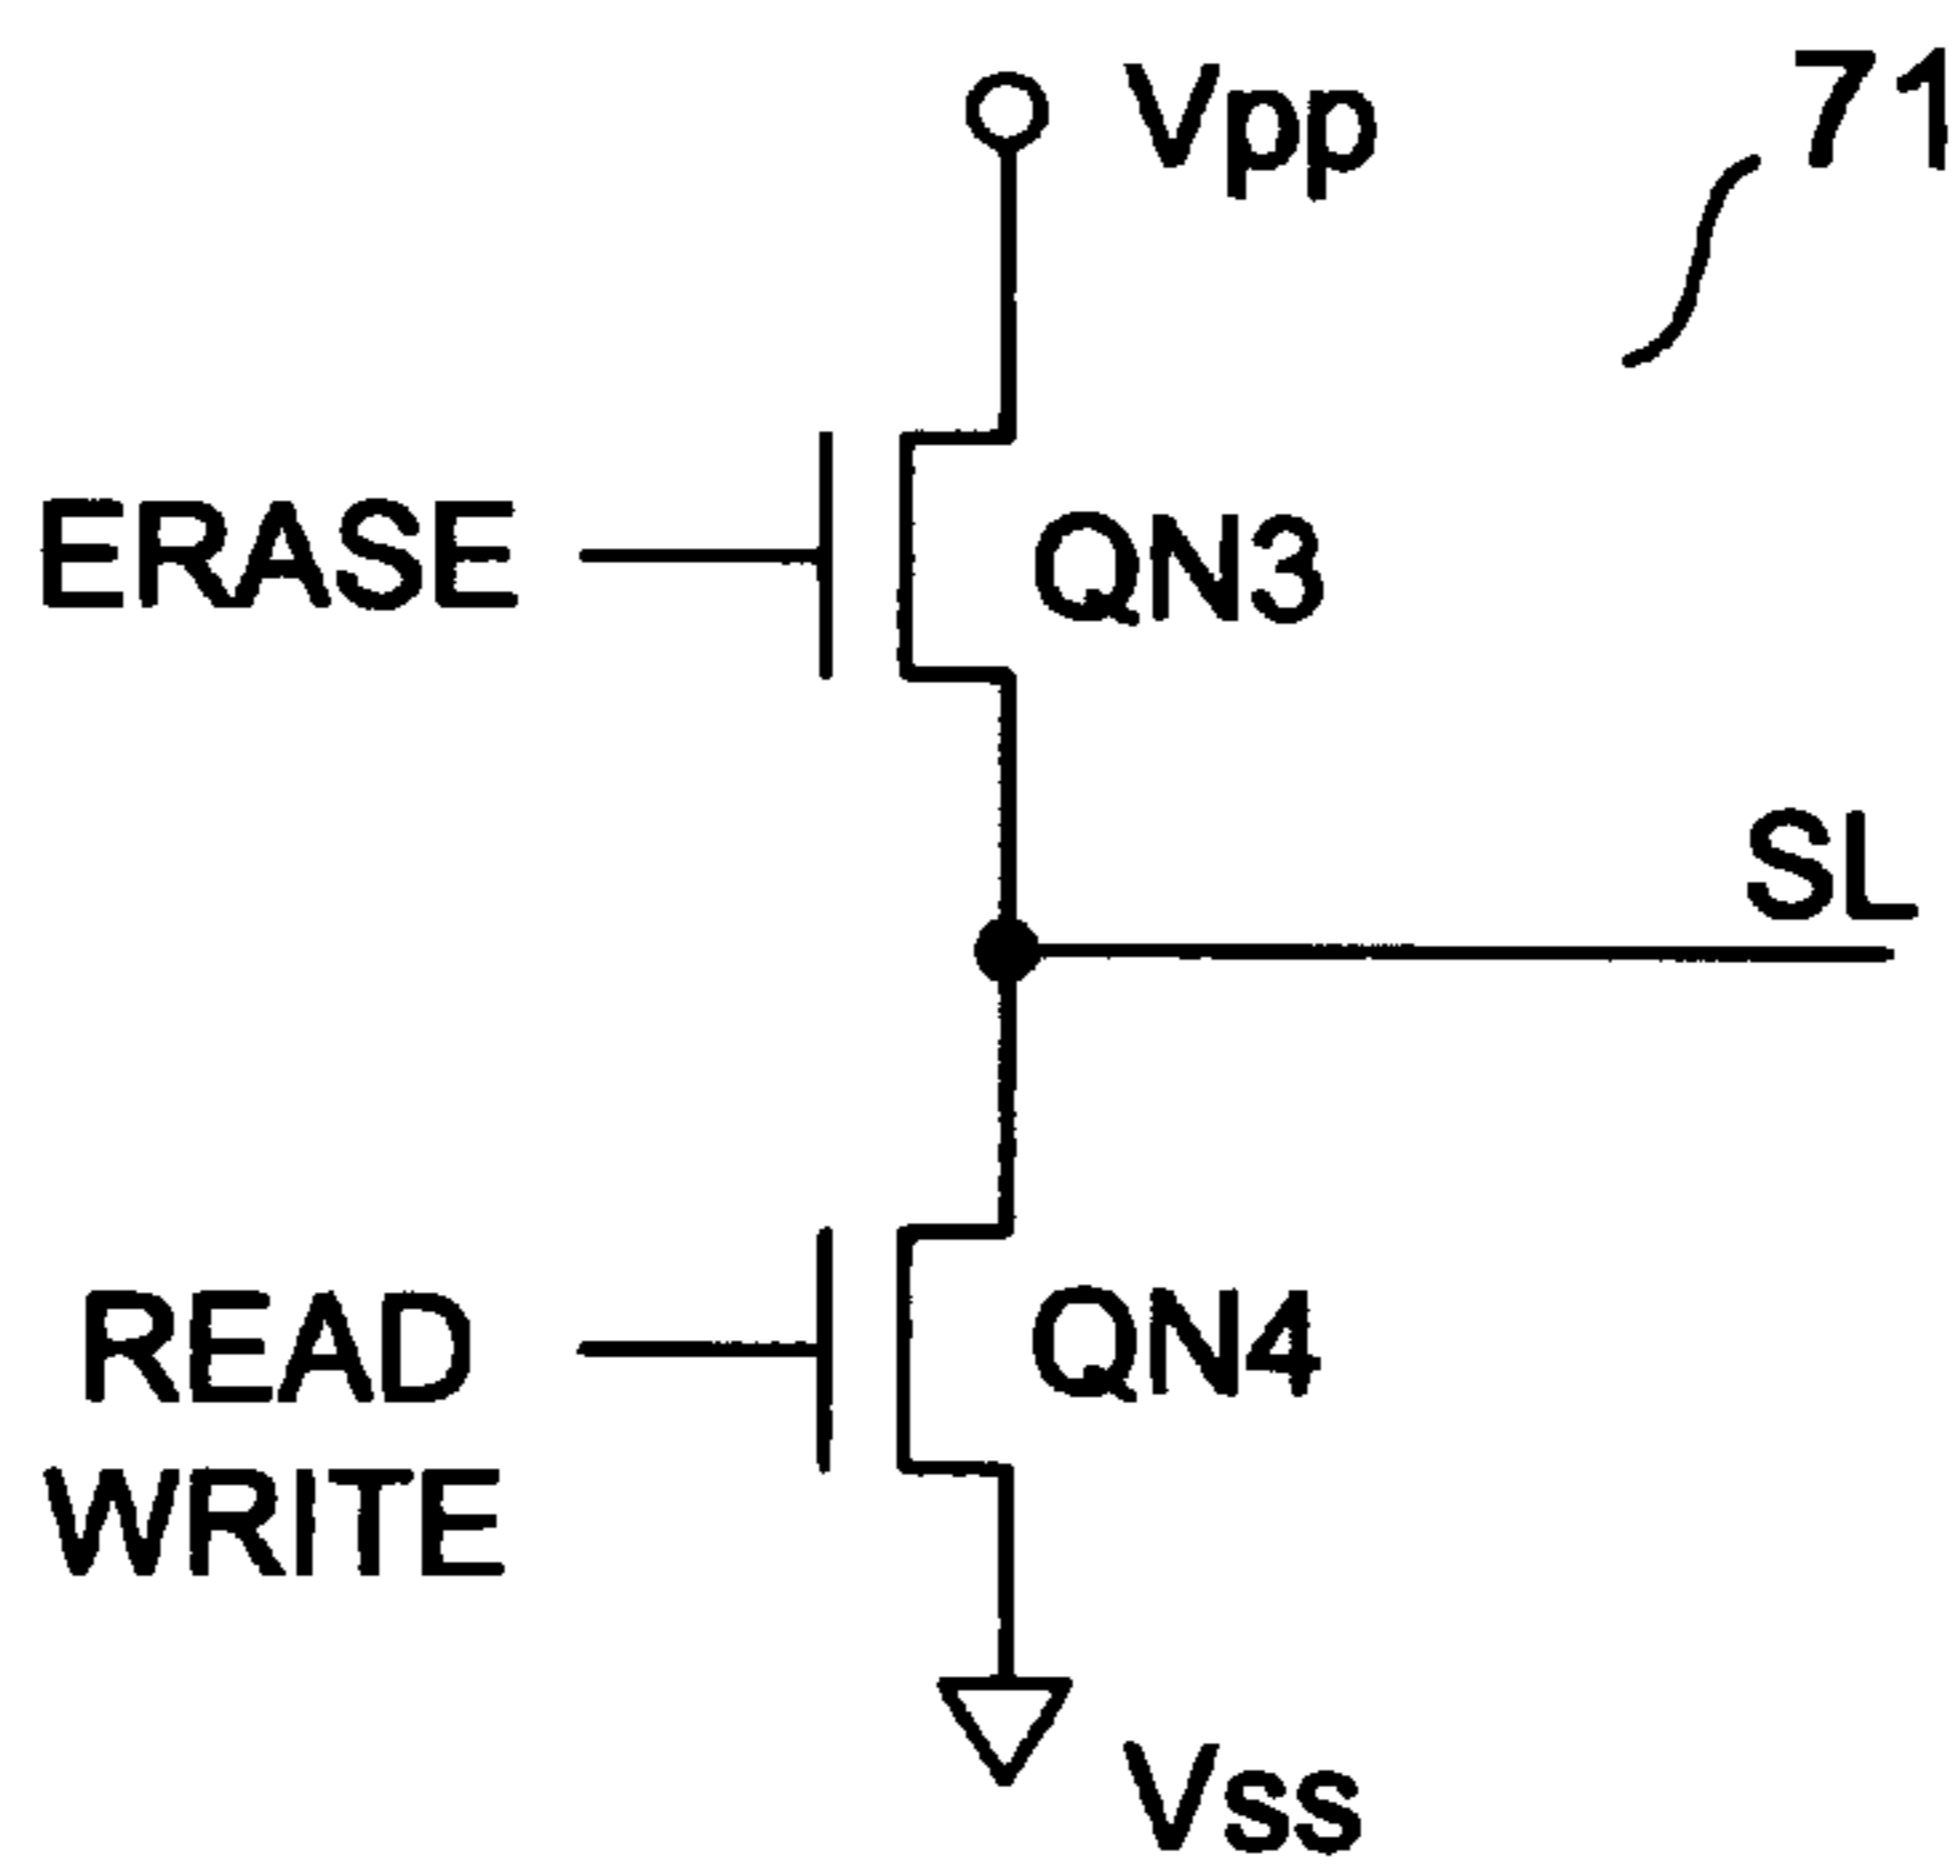 Vpp
71
ERASE
QN3
SL
READ
WRITE
QN4
Vss